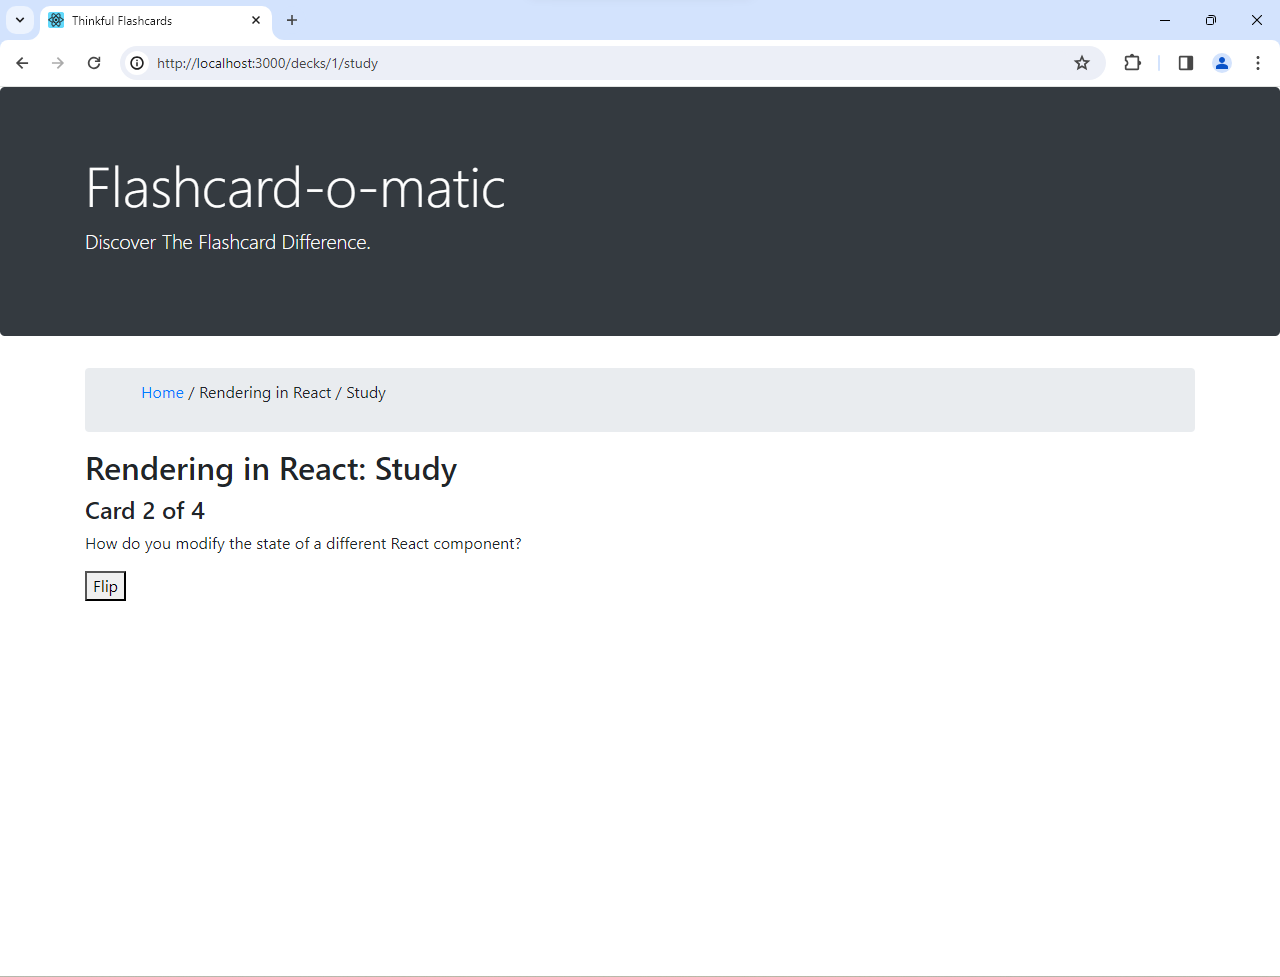 Thinkful Flashcards
http://localhost:3000/decks/1/study
Flashcard-o-matic
Discover The Flashcard Difference.
Home / Rendering in React / Study
Rendering in React: Study
Card 2 of 4
How do you modify the state of a different React component?
Flip